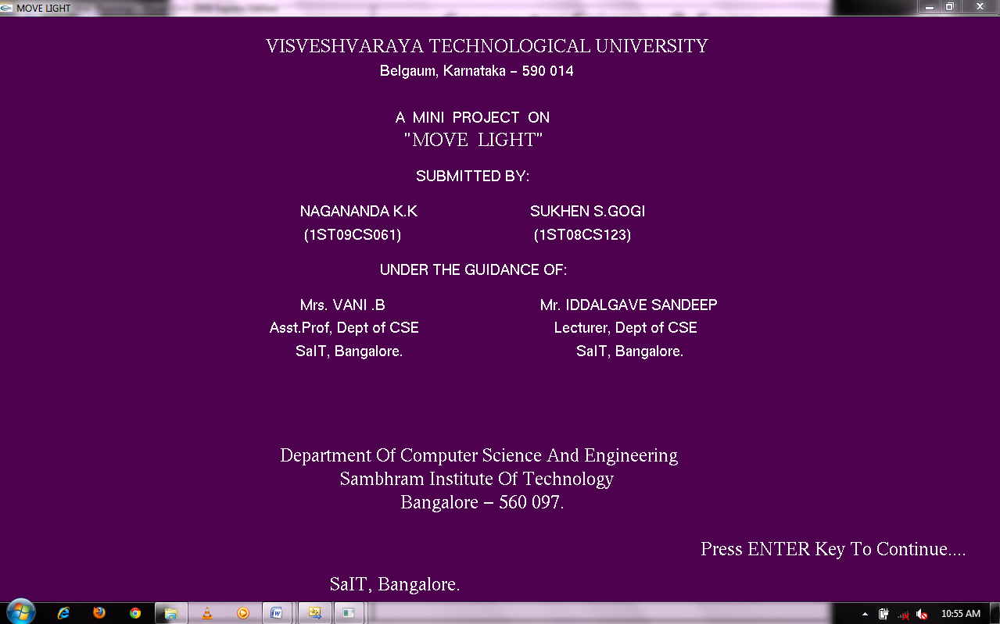 MOVE LIGHT
VISVESHVARAYA TECHNOLOGICAL UNIVERSITY
Belgaum, Karnataka – 590 014
A MINI PROJECT ON
"MOVE LIGHT"
SUBMITTED BY:
NAGANANDA K.K SUKHEN S.GOGI
(1ST09CS061) (1ST08CS123)
UNDER THE GUIDANCE OF:
Mrs. VANI .B Mr. IDDALGAVE SANDEEP
Asst.Prof, Dept of CSE Lecturer, Dept of CSE
SaIT, Bangalore. SaIT, Bangalore.
Department Of Computer Science And Engineering
Sambhram Institute Of Technology
Bangalore – 560 097.
Press ENTER Key To Continue....
SaIT, Bangalore.
10:55 AM